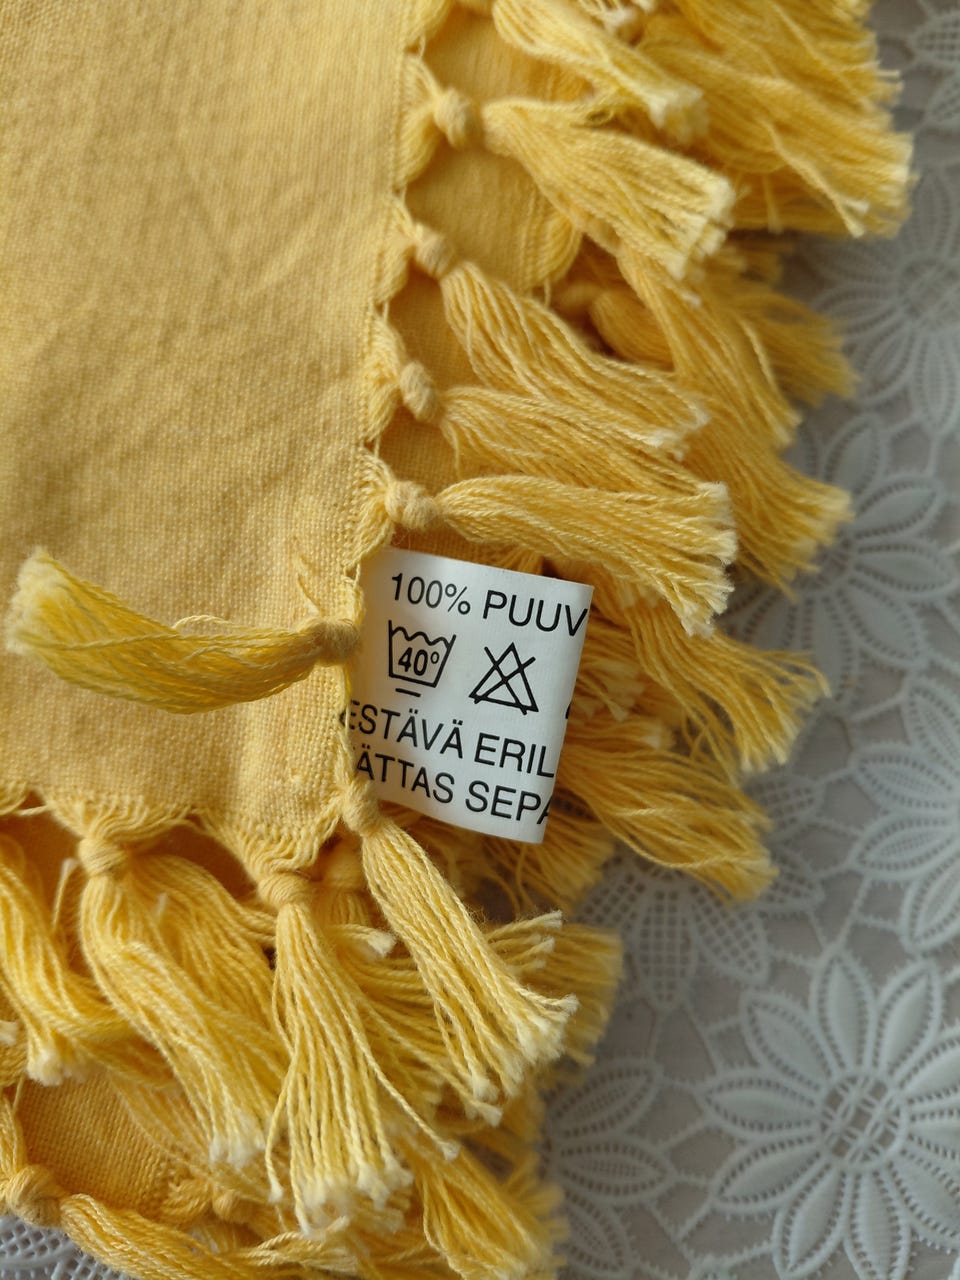 100% PUUV
40°
ESTÄVÄ ERIL
ÄTTAS SEPA